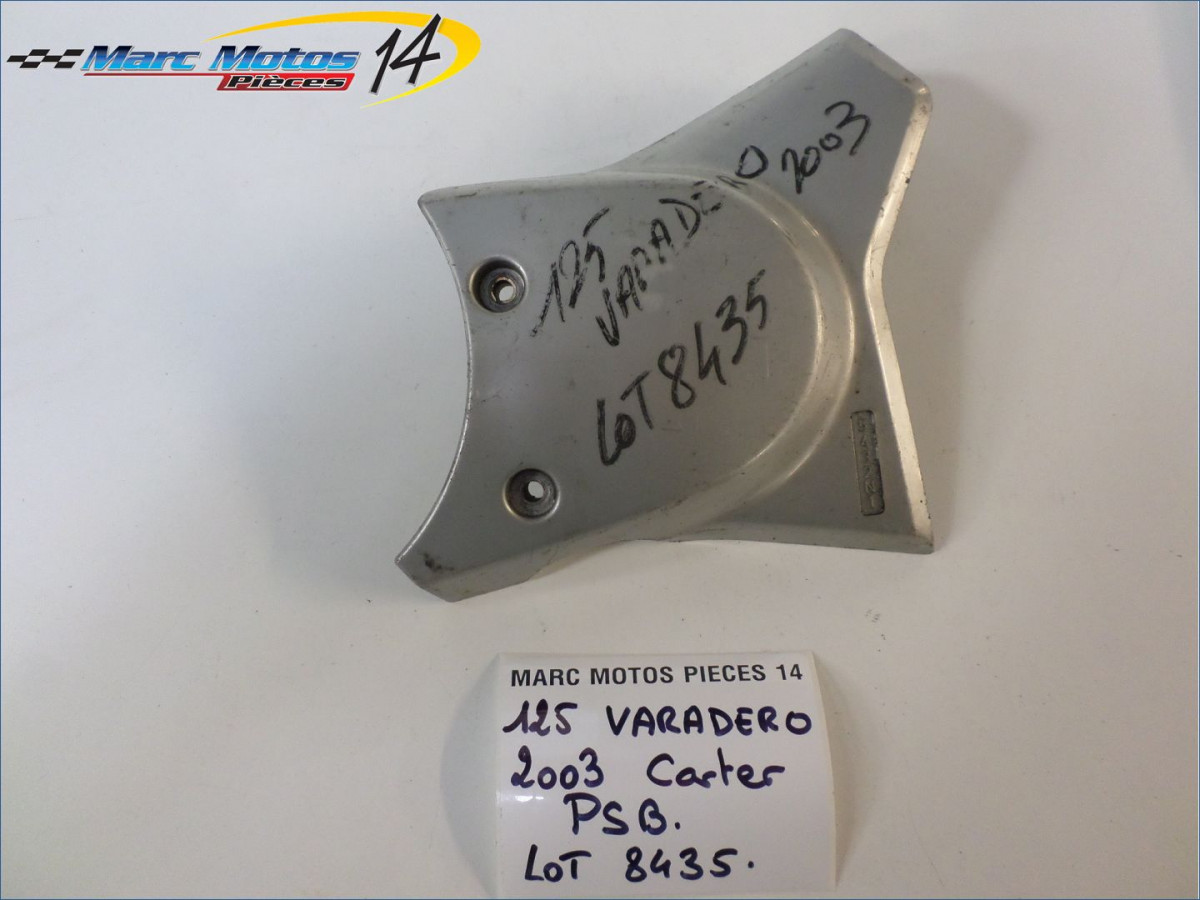 Marc Motos 14
Pièces
125
VARADERO
2003
LOT 8435
MARC MOTOS PIECES 14
125 VARADERO
2003 Carter
PSB.
LOT 8435.